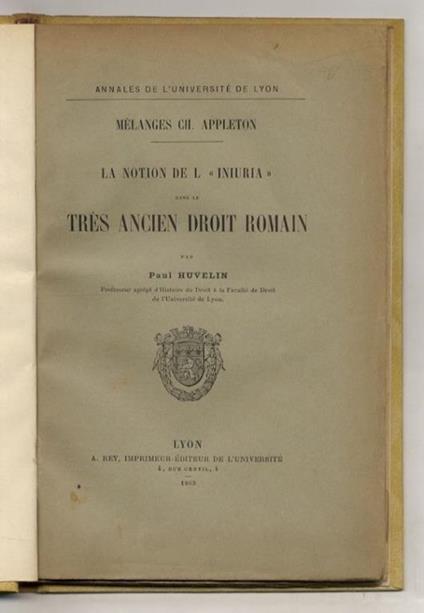 ANNALES DE L'UNIVERSITÉ DE LYON
MÉLANGES CH. APPLETON
LA NOTION DE L « INIURIA »
DANS LE
TRÈS ANCIEN DROIT ROMAIN
PAR
Paul HUVELIN
Professeur agrégé d'Histoire du Droit à la Faculté de Droit
de l'Université de Lyon.
LYON
A. REY, IMPRIMEUR-ÉDITEUR DE L'UNIVERSITÉ
4, RUE GENTIL, 4
1903